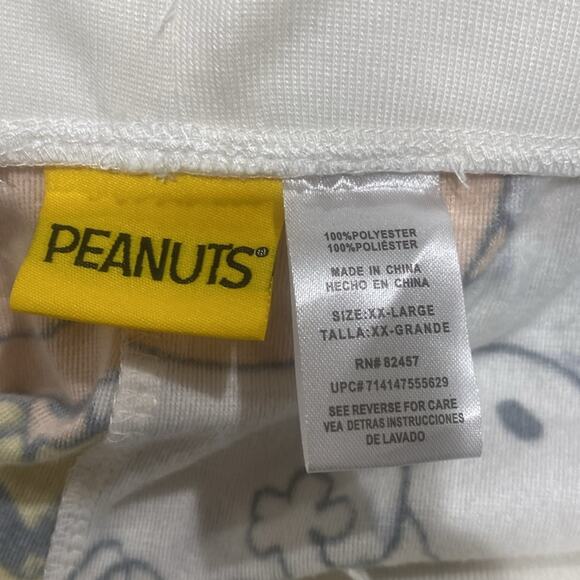 PEANUTS®
100%POLYESTER
100%POLIÉSTER
MADE IN CHINA
HECHO EN CHINA
SIZE:XX-LARGE
TALLA:XX-GRANDE
RN# 82457
UPC# 714147555629
SEE REVERSE FOR CARE
VEA DETRAS INSTRUCCIONES
DE LAVADO